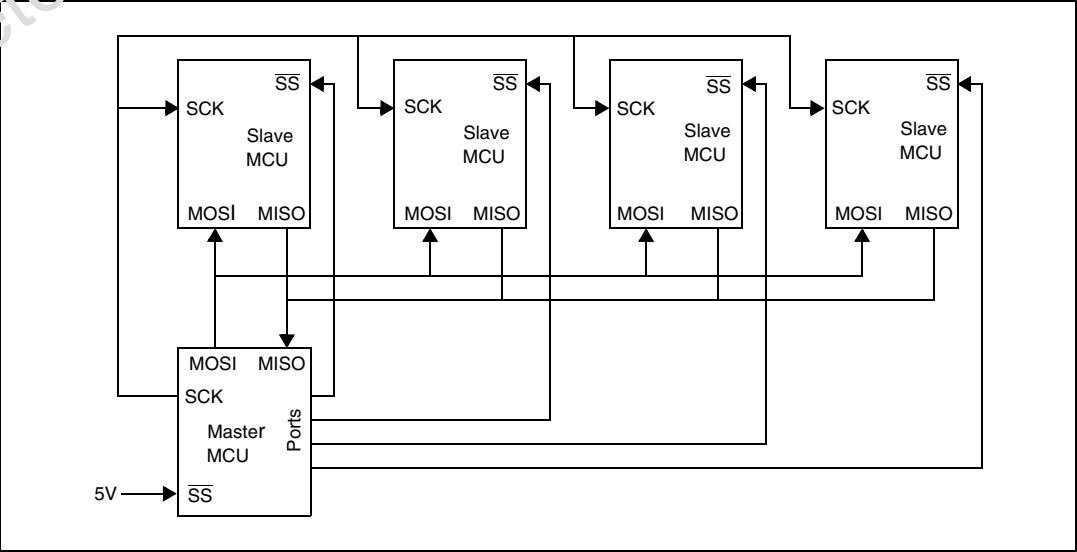 SS SS SS SS
SCK SCK SCK SCK
Slave Slave Slave Slave
MCU MCU MCU MCU
MOSI MISO MOSI MISO MOSI MISO MOSI MISO
MOSI MISO
SCK
Ports
Master
MCU
5V SS